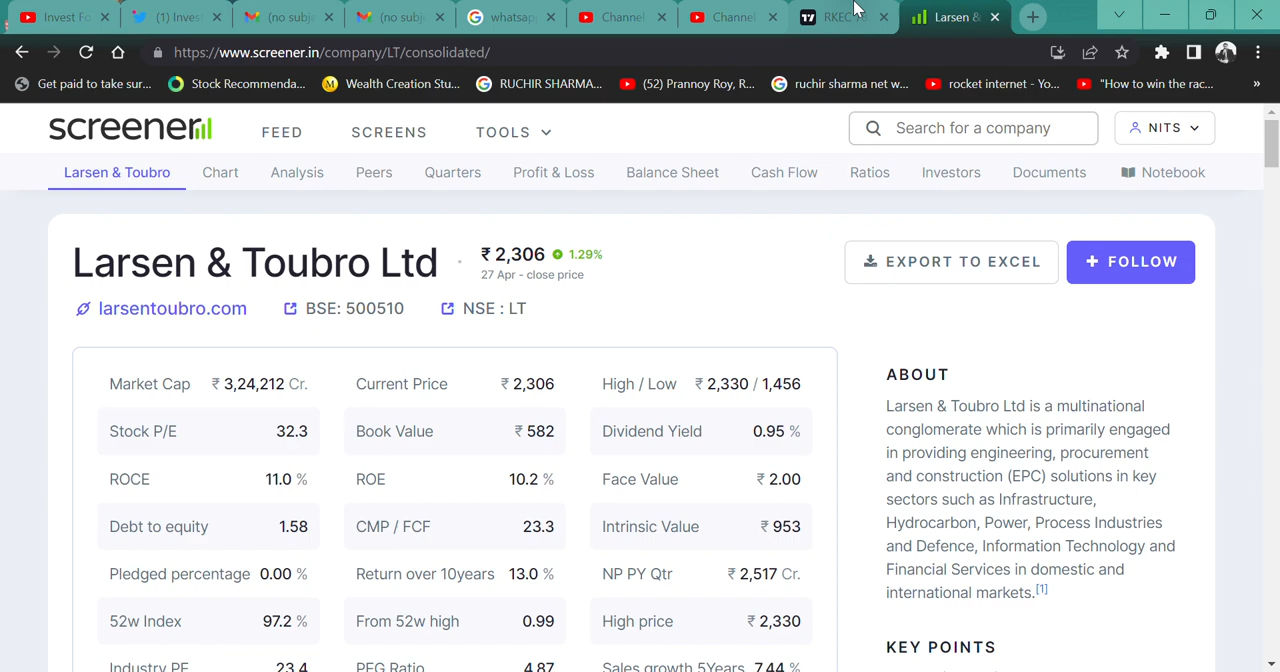 Invest Fo
(1) Invest
(no subj
(no subj
whatsap
Channel
Channel
RKEC
Larsen &
https://www.screener.in/company/LT/consolidated/
Get paid to take sur...
Stock Recommenda...
Wealth Creation Stu...
RUCHIR SHARMA...
(52) Prannoy Roy, R...
ruchir sharma net w...
rocket internet - Yo...
"How to win the rac...
»
screener
FEED
SCREENS
TOOLS
Search for a company
NITS
Larsen & Toubro
Chart
Analysis
Peers
Quarters
Profit & Loss
Balance Sheet
Cash Flow
Ratios
Investors
Documents
Notebook
Larsen & Toubro Ltd
₹ 2,306 1.29%
27 Apr - close price
EXPORT TO EXCEL
+ FOLLOW
larsentoubro.com
BSE: 500510
NSE : LT
Market Cap ₹ 3,24,212 Cr.
Current Price ₹ 2,306
High / Low ₹ 2,330 / 1,456
Stock P/E 32.3
Book Value ₹ 582
Dividend Yield 0.95 %
ROCE 11.0 %
ROE 10.2 %
Face Value ₹ 2.00
Debt to equity 1.58
CMP / FCF 23.3
Intrinsic Value ₹ 953
Pledged percentage 0.00 %
Return over 10years 13.0 %
NP PY Qtr ₹ 2,517 Cr.
52w Index 97.2 %
From 52w high 0.99
High price ₹ 2,330
Industry PE 23.4
PEG Ratio 4.87
Sales growth 5Years 7.44 %
ABOUT
Larsen & Toubro Ltd is a multinational
conglomerate which is primarily engaged
in providing engineering, procurement
and construction (EPC) solutions in key
sectors such as Infrastructure,
Hydrocarbon, Power, Process Industries
and Defence, Information Technology and
Financial Services in domestic and
international markets.[1]
KEY POINTS